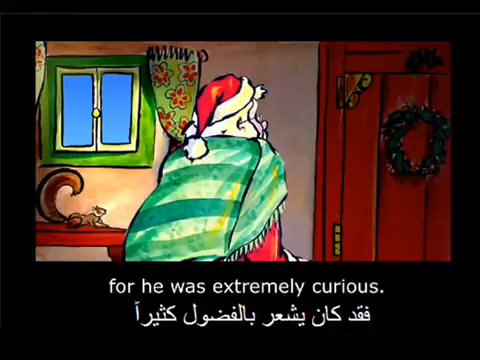 for he was extremely curious.
فقد كان يشعر بالفضول كثيراً